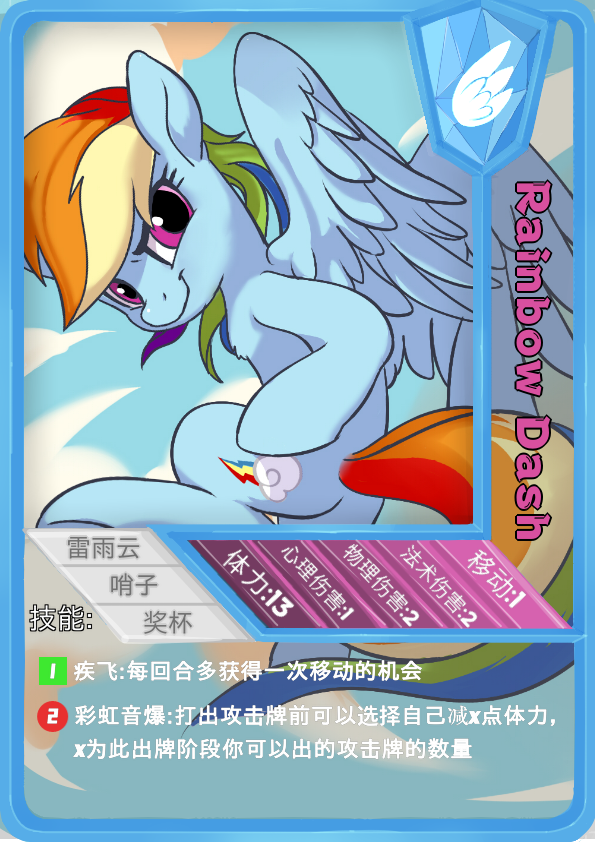 Rainbow Dash
雷雨云
哨子
奖杯
体力:13
心理伤害:1
物理伤害:2
法术伤害:2
移动:1
技能:
1 疾飞:每回合多获得一次移动的机会
2 彩虹音爆:打出攻击牌前可以选择自己减x点体力,
x为此出牌阶段你可以出的攻击牌的数量